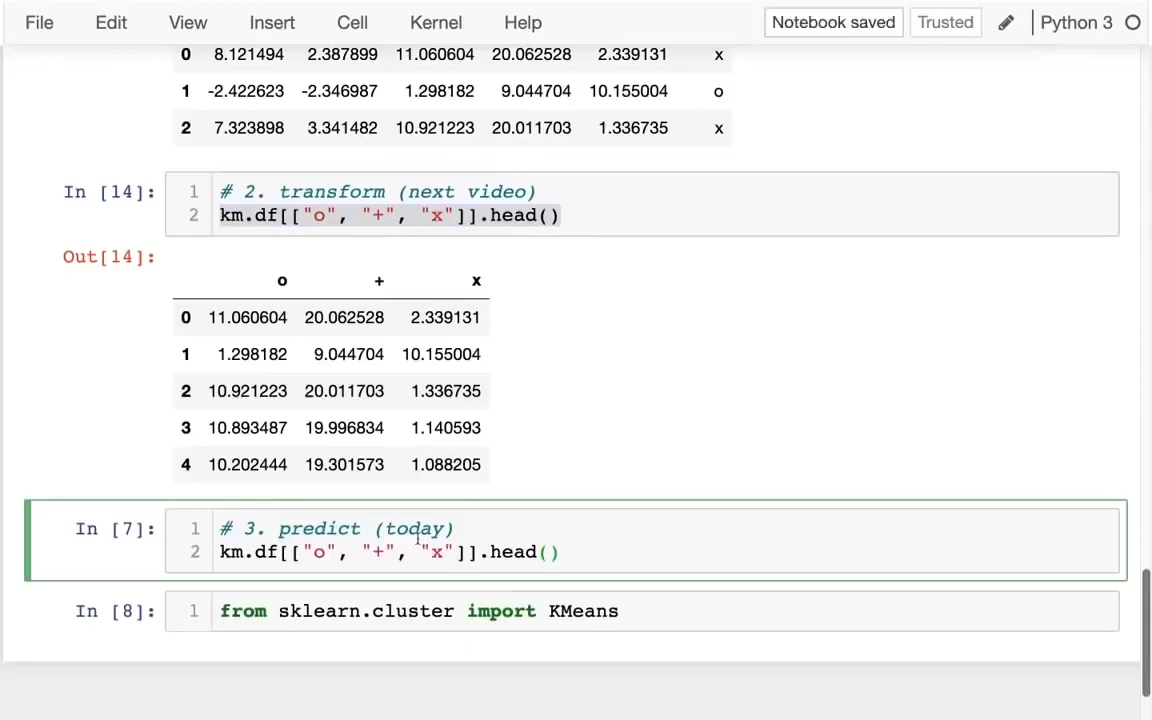 File Edit View Insert Cell Kernel Help Notebook saved Trusted Python 3
0 8.121494 2.387899 11.060604 20.062528 2.339131 x
1 -2.422623 -2.346987 1.298182 9.044704 10.155004 o
2 7.323898 3.341482 10.921223 20.011703 1.336735 x
In [14]: 1 # 2. transform (next video)
2 km.df[["o", "+", "x"]].head()
Out[14]:
o + x
0 11.060604 20.062528 2.339131
1 1.298182 9.044704 10.155004
2 10.921223 20.011703 1.336735
3 10.893487 19.996834 1.140593
4 10.202444 19.301573 1.088205
In [7]: 1 # 3. predict (today)
2 km.df[["o", "+", "x"]].head()
In [8]: 1 from sklearn.cluster import KMeans